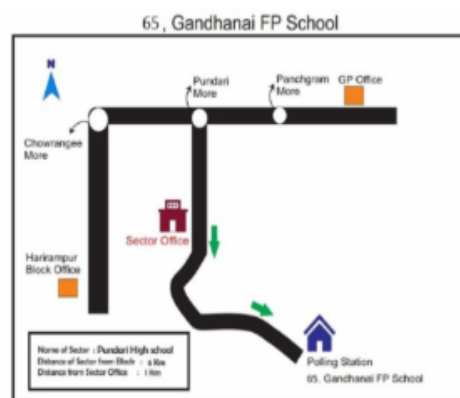 65, Gandhanai FP School
N
Pundari
More
Panchgram
More
GP Office
Chowrangee
More
Sector Office
Harirampur
Block Office
Name of Sector : Pundari High school
Distance of Sector from Block : Km
Distance from Sector Office : 1 Km
Polling Station
65. Gandhanai FP School